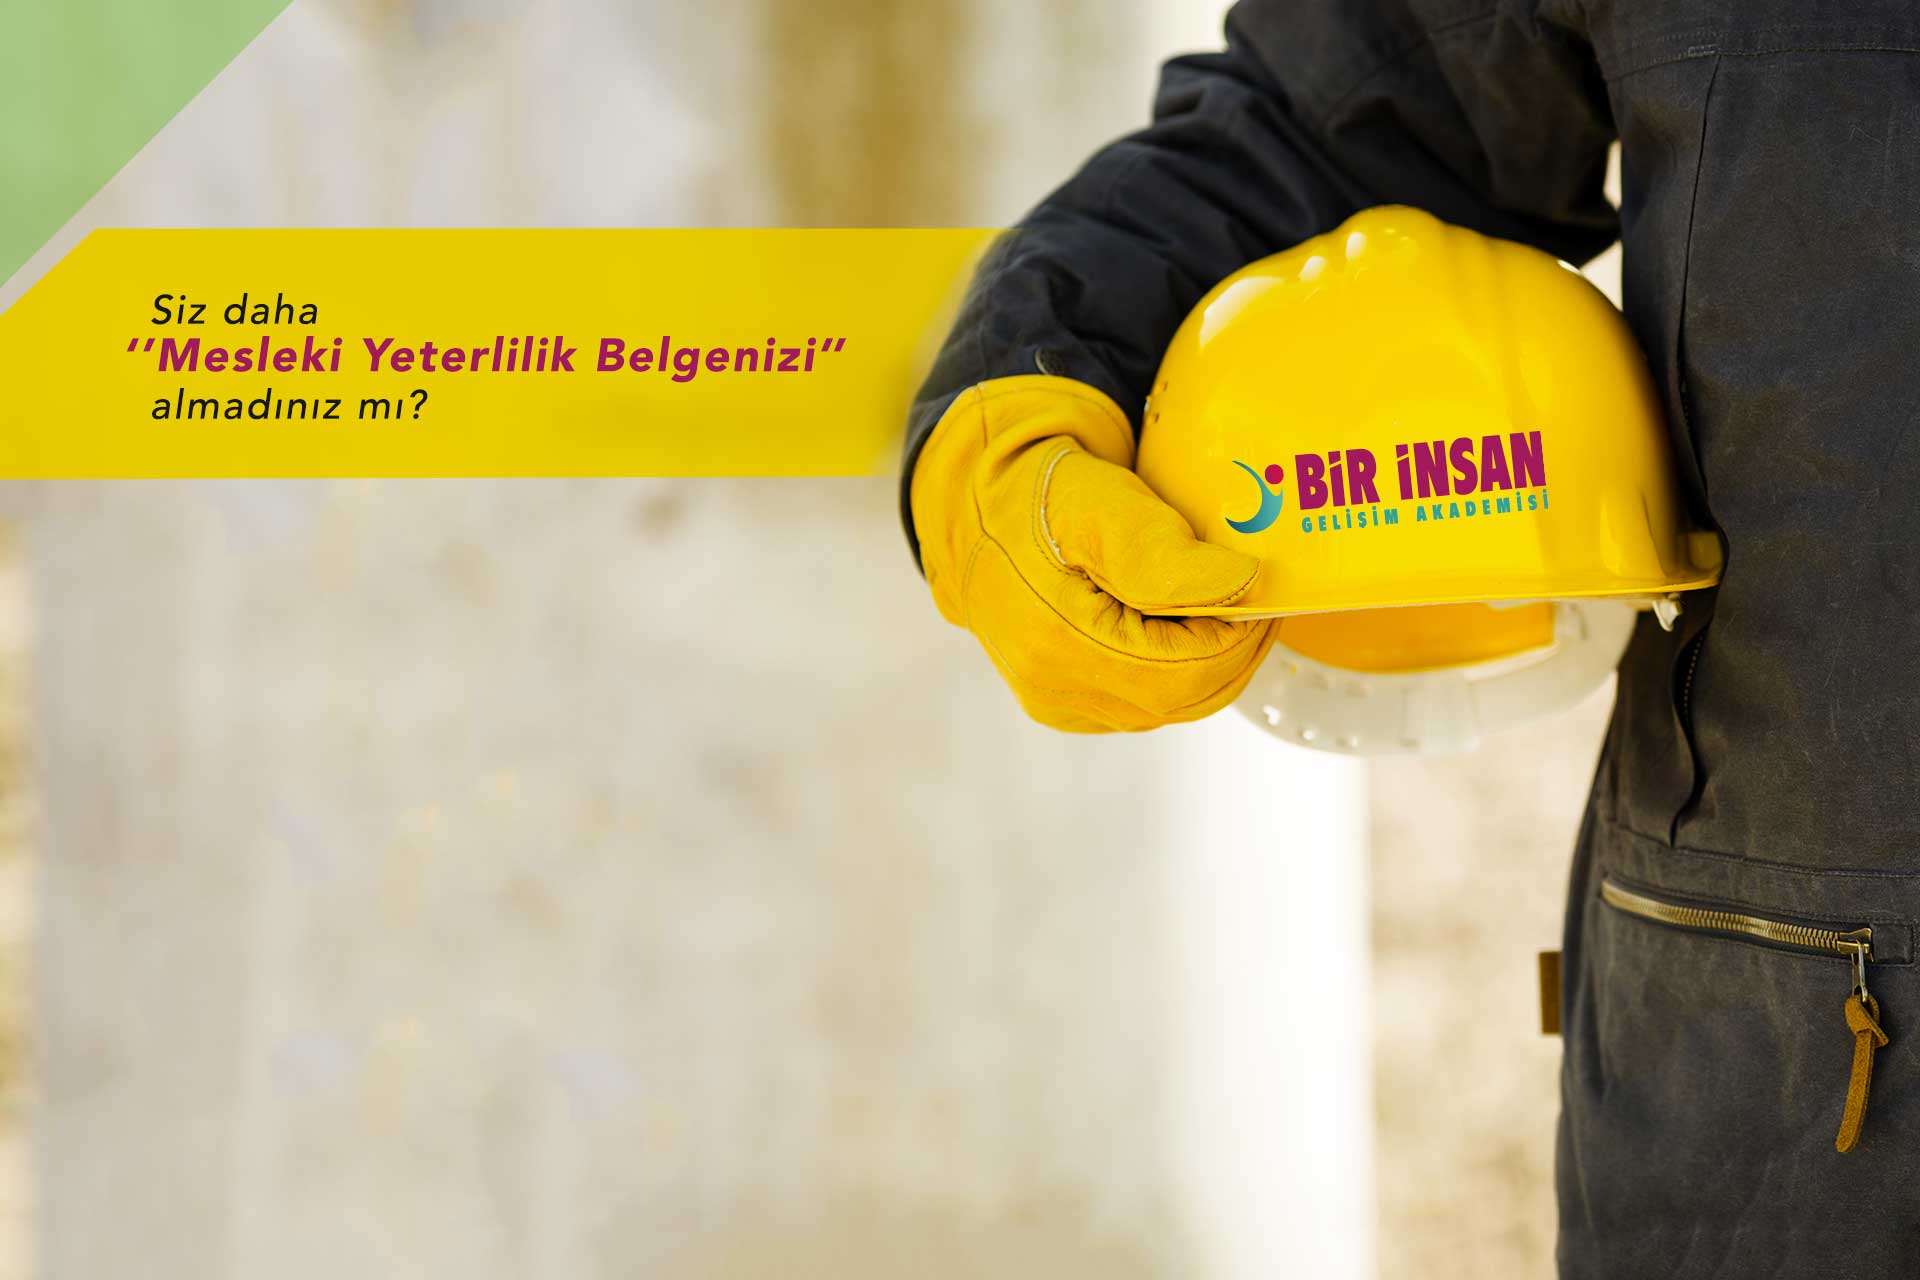 Siz daha
''Mesleki Yeterlilik Belgenizi''
almadınız mı?
BİR İNSAN
GELİŞİM AKADEMİSİ